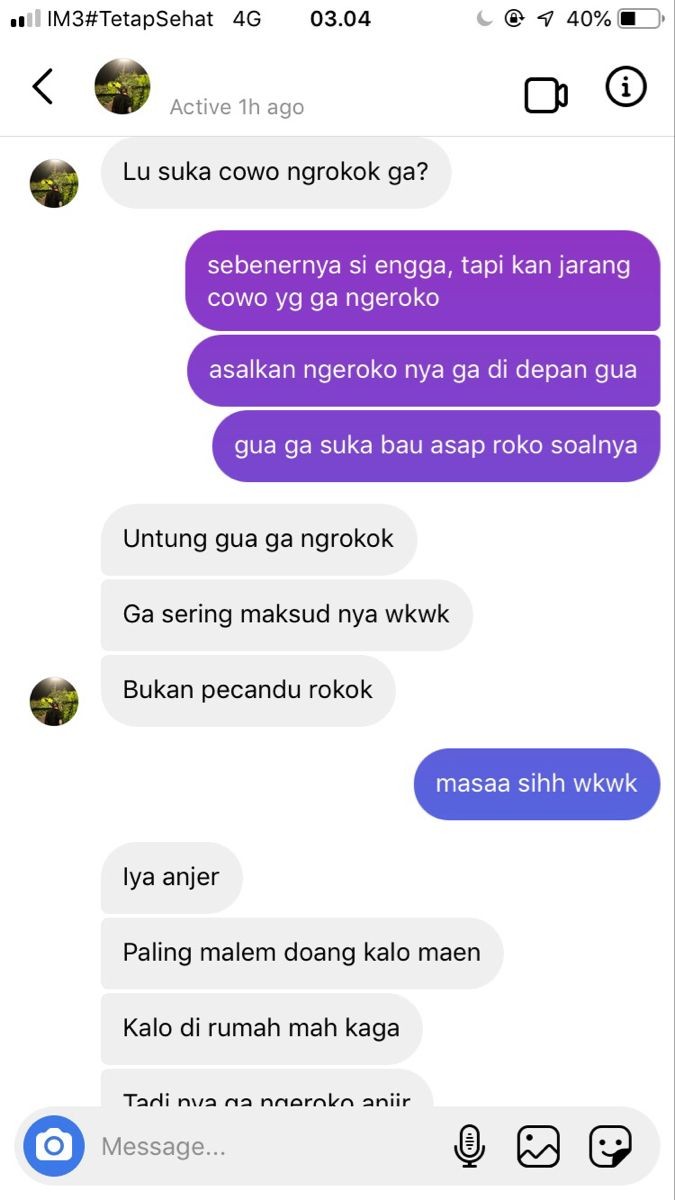 IM3#TetapSehat 4G 03.04 40%
Active 1h ago
Lu suka cowo ngrokok ga?
sebenernya si engga, tapi kan jarang
cowo yg ga ngeroko
asalkan ngeroko nya ga di depan gua
gua ga suka bau asap roko soalnya
Untung gua ga ngrokok
Ga sering maksud nya wkwk
Bukan pecandu rokok
masaa sihh wkwk
Iya anjer
Paling malem doang kalo maen
Kalo di rumah mah kaga
Tadi nya ga ngeroko anjir
Message...